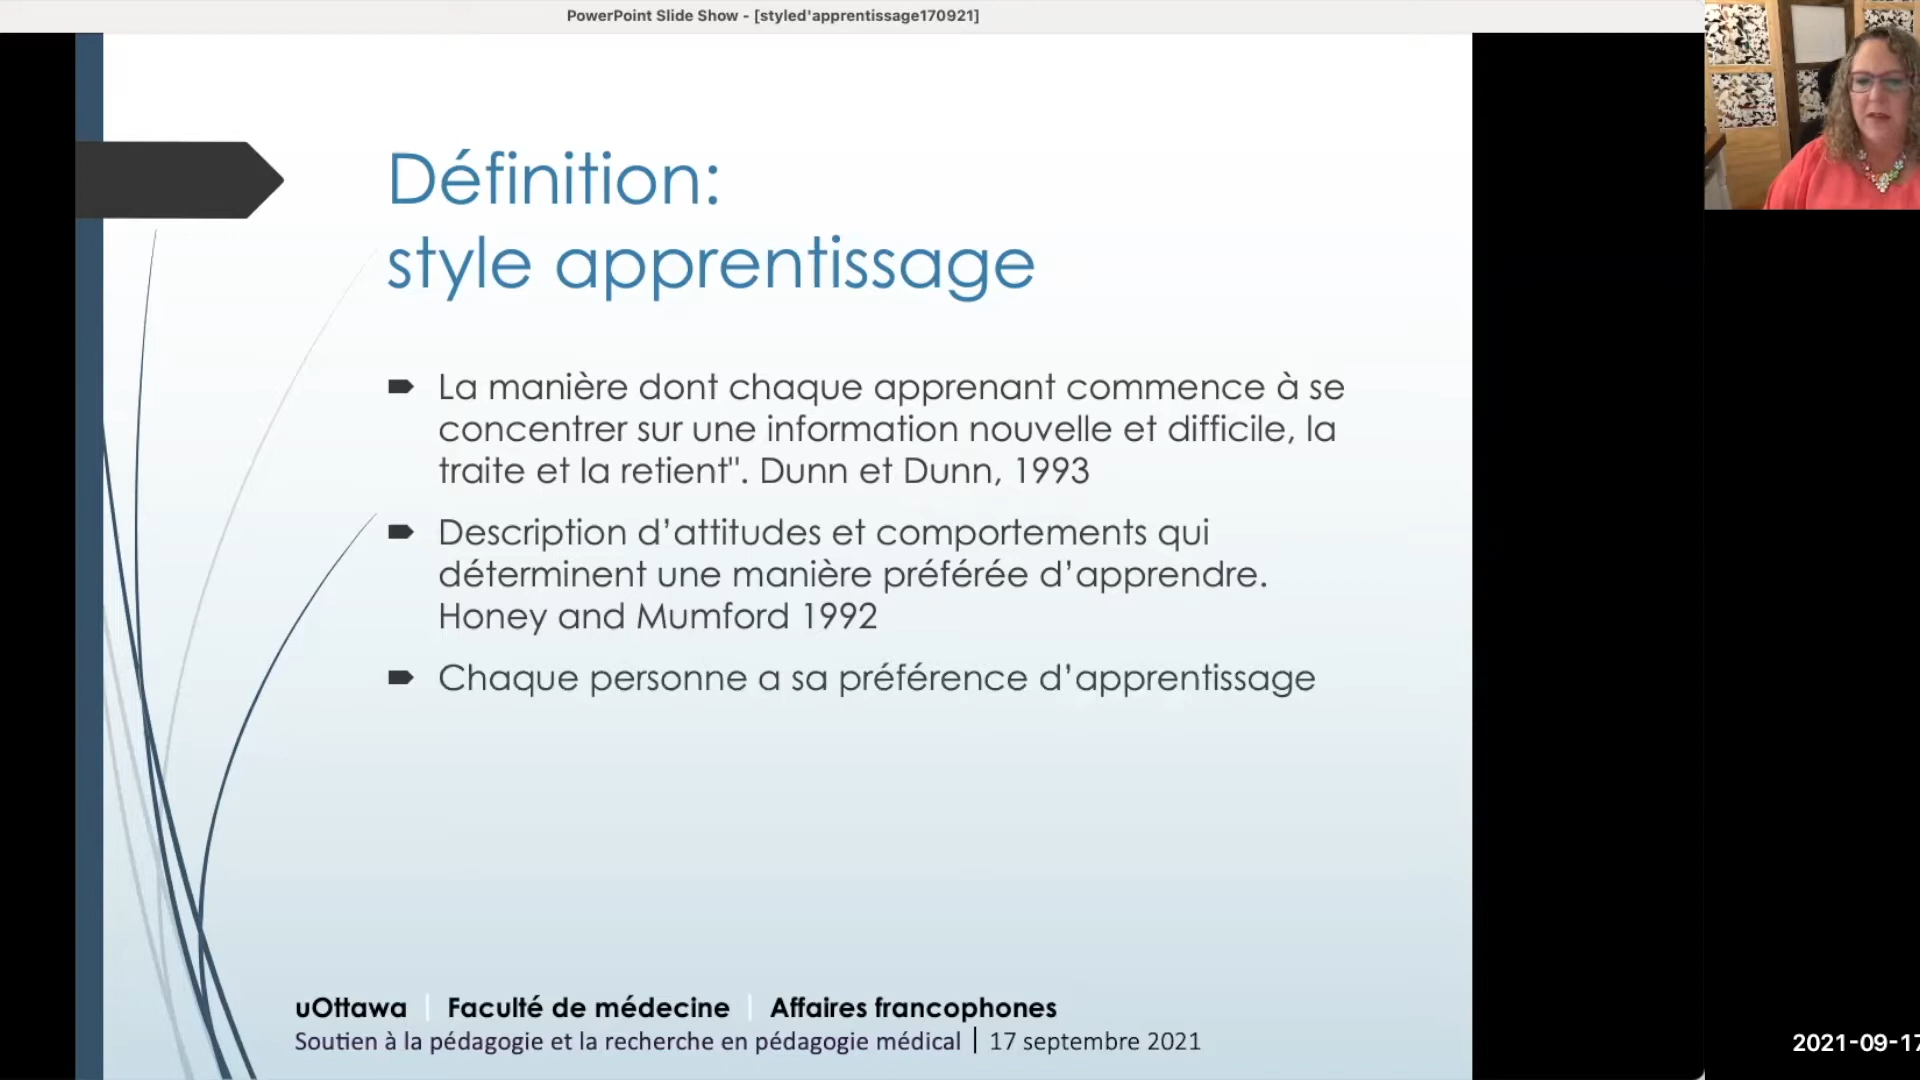 PowerPoint Slide Show - [styled'apprentissage170921]
Définition:
style apprentissage
La manière dont chaque apprenant commence à se
concentrer sur une information nouvelle et difficile, la
traite et la retient". Dunn et Dunn, 1993
Description d’attitudes et comportements qui
déterminent une manière préférée d’apprendre.
Honey and Mumford 1992
Chaque personne a sa préférence d’apprentissage
uOttawa | Faculté de médecine | Affaires francophones
Soutien à la pédagogie et la recherche en pédagogie médical | 17 septembre 2021
2021-09-17